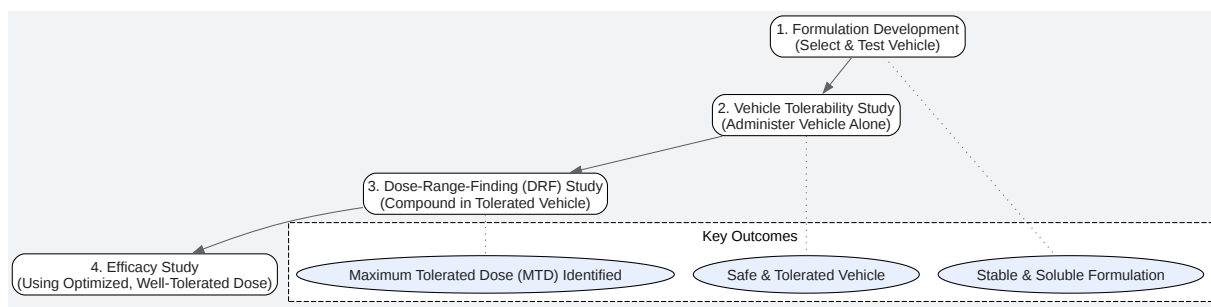 1. Formulation Development
(Select & Test Vehicle)
2. Vehicle Tolerability Study
(Administer Vehicle Alone)
3. Dose-Range-Finding (DRF) Study
(Compound in Tolerated Vehicle)
Key Outcomes
4. Efficacy Study
(Using Optimized, Well-Tolerated Dose)
Maximum Tolerated Dose (MTD) Identified
Safe & Tolerated Vehicle
Stable & Soluble Formulation